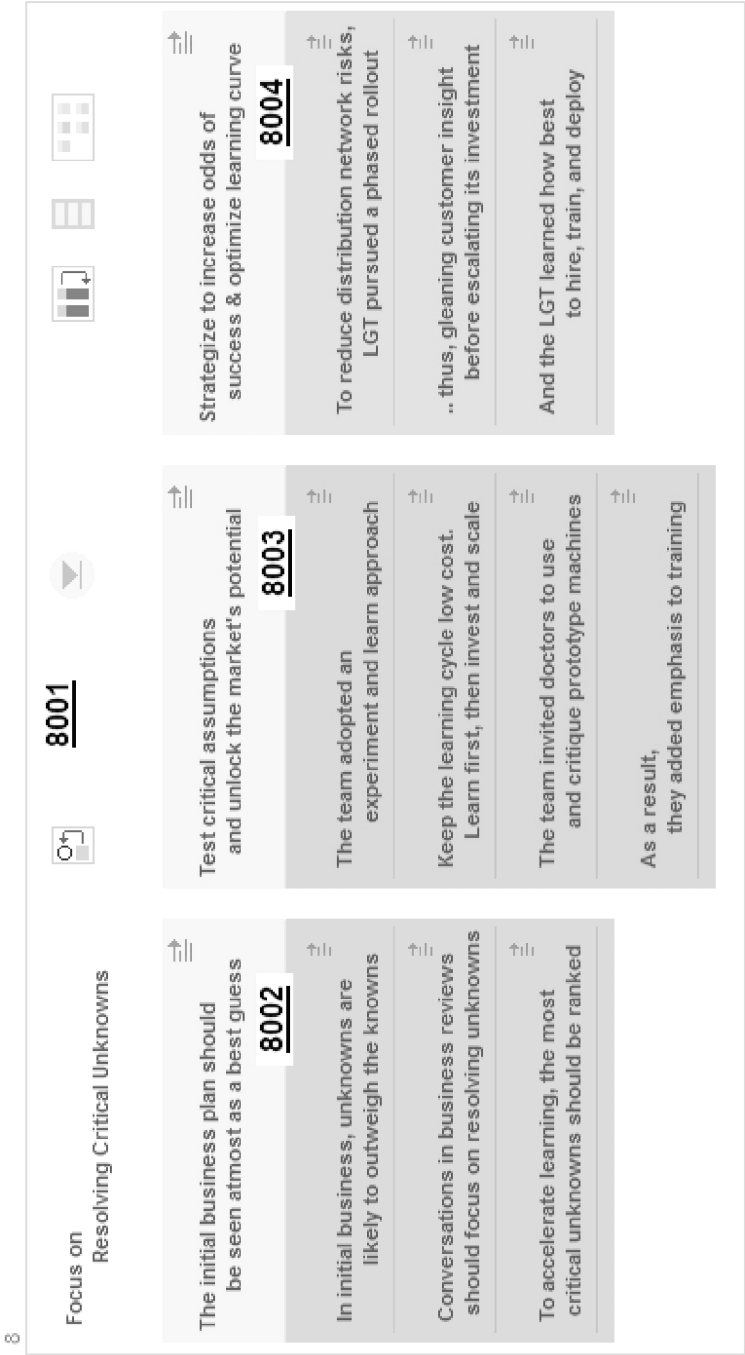 8
Focus on
Resolving Critical Unknowns
8001
The initial business plan should
be seen atmost as a best guess
8002
In initial business, unknowns are
likely to outweigh the knowns
Conversations in business reviews
should focus on resolving unknowns
To accelerate learning, the most
critical unknowns should be ranked
Test critical assumptions
and unlock the market's potential
8003
The team adopted an
experiment and learn approach
Keep the learning cycle low cost.
Learn first, then invest and scale
The team invited doctors to use
and critique prototype machines
As a result,
they added emphasis to training
Strategize to increase odds of
success & optimize learning curve
8004
To reduce distribution network risks,
LGT pursued a phased rollout
.. thus, gleaning customer insight
before escalating its investment
And the LGT learned how best
to hire, train, and deploy